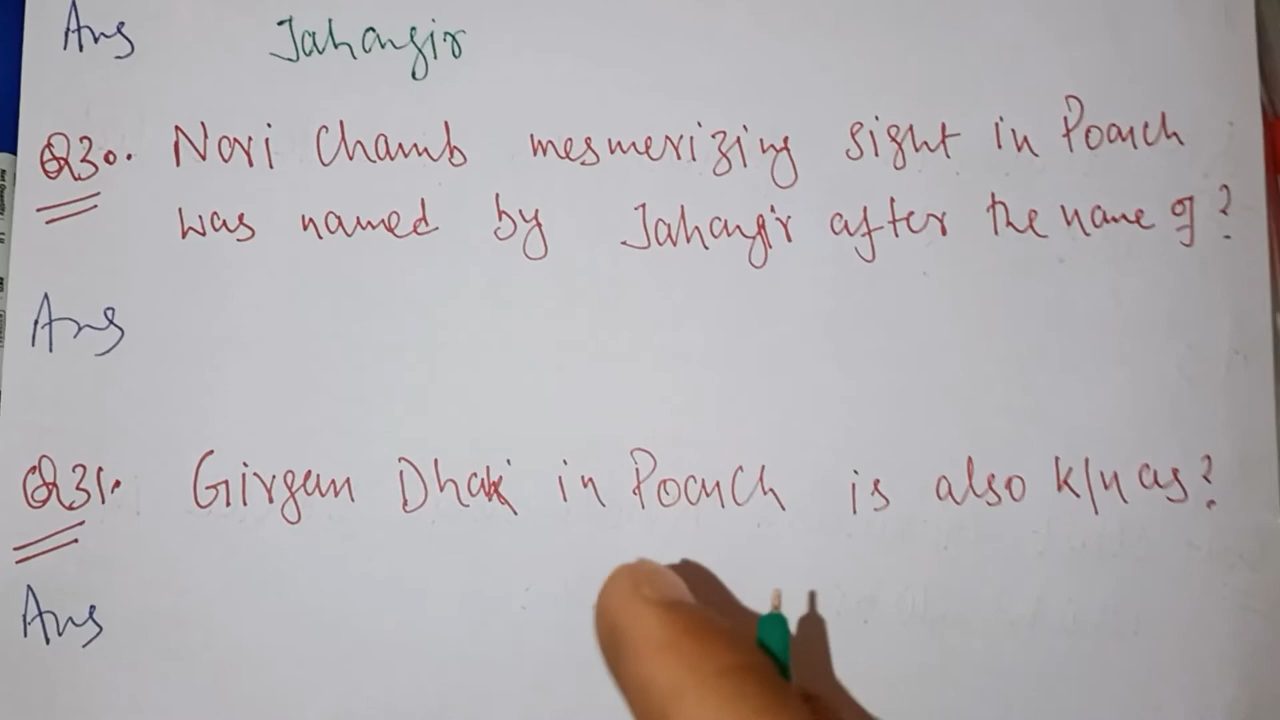 Ans Jahangir
Q30. Nori Chamb mesmerizing sight in Poonch
was named by Jahangir after the name of?
Ans
Q31. Girgan Dhok in Poonch is also k/n as?
Ans